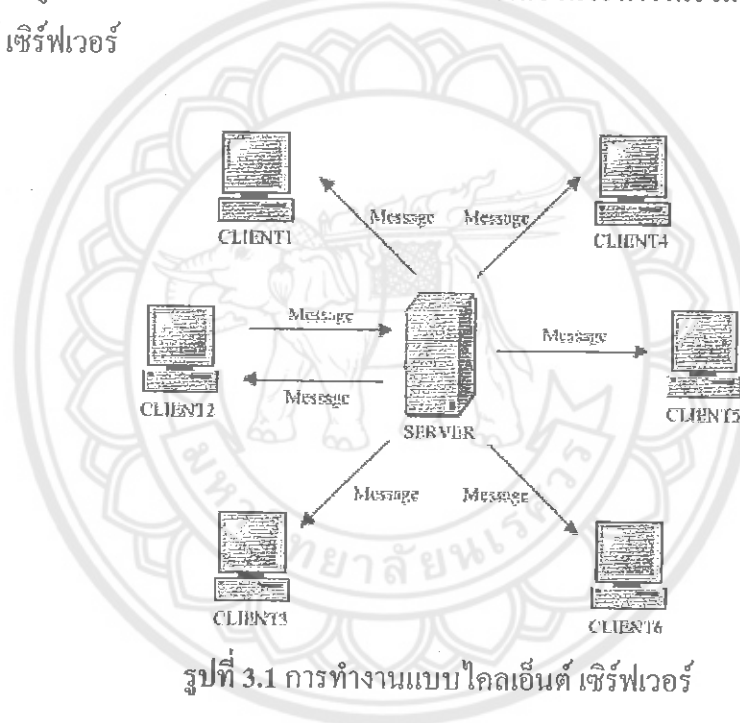 เซิร์ฟเวอร์
CLIENT1
Message
Message
CLIENT4
Message
Message
CLIENT2
Message
SERVER
CLIENT5
Message
Message
CLIENT3
CLIENT6
รูปที่ 3.1 การทำงานแบบไคลเอ็นต์ เซิร์ฟเวอร์